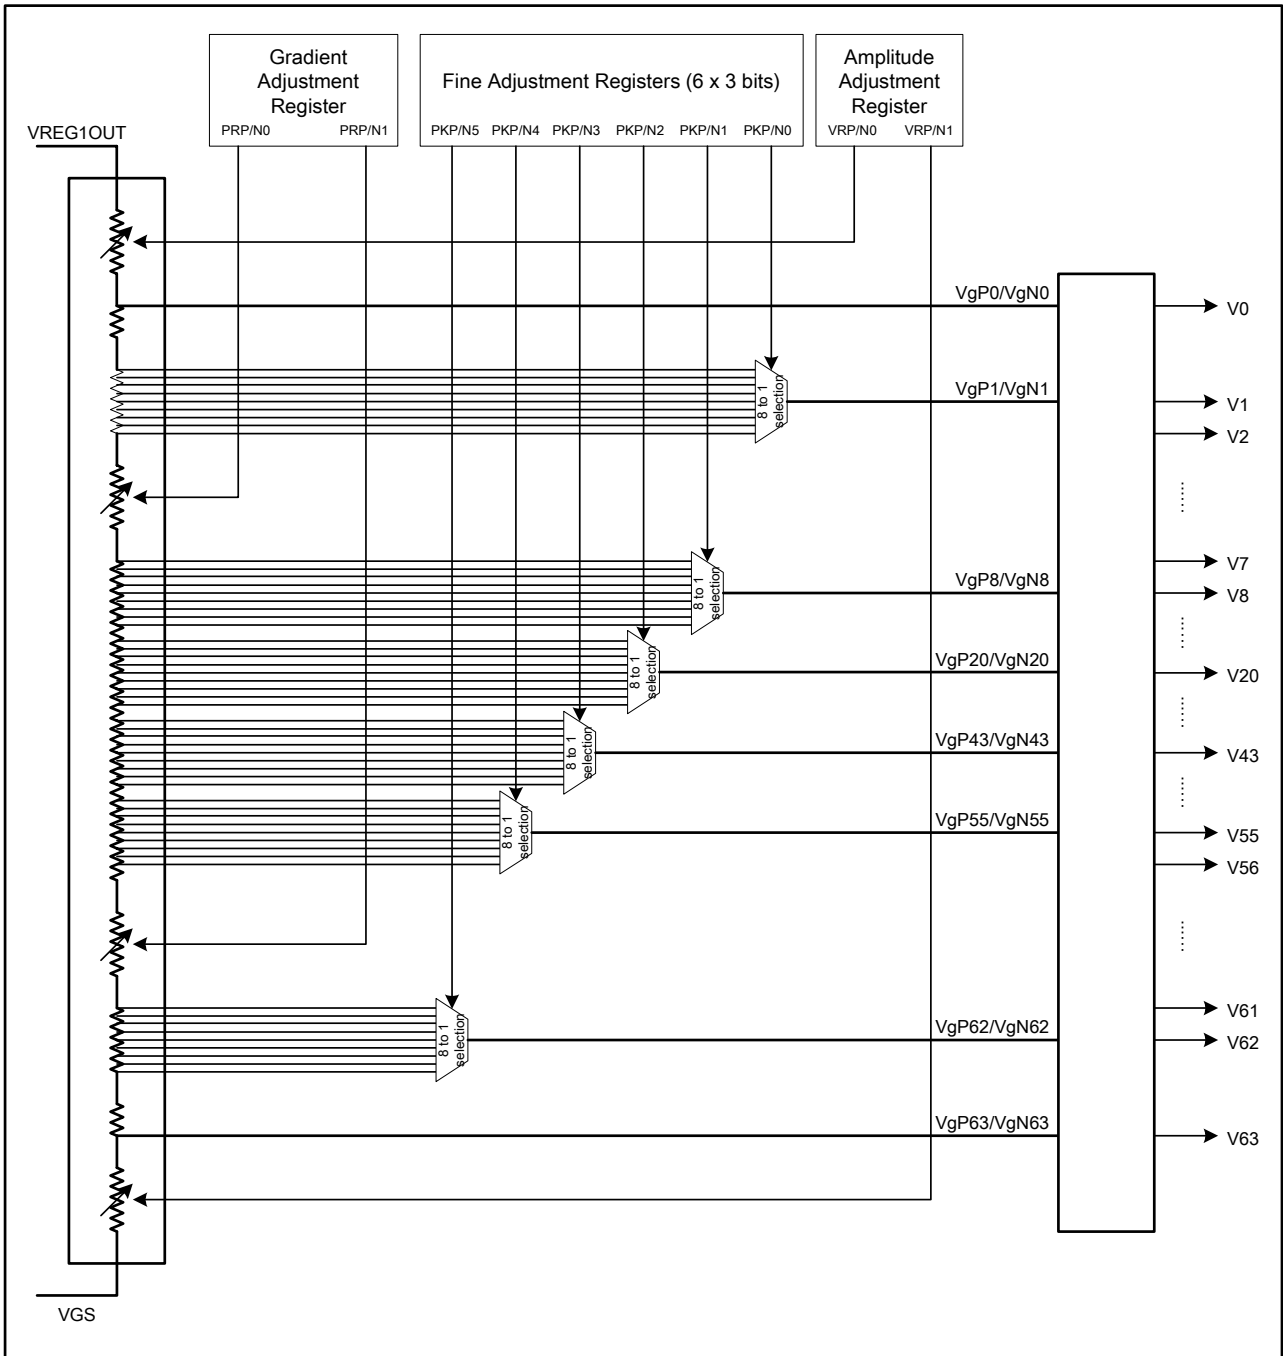 Gradient
Adjustment
Register
PRP/N0 PRP/N1
Fine Adjustment Registers (6 x 3 bits)
PKP/N5 PKP/N4 PKP/N3 PKP/N2 PKP/N1 PKP/N0
Amplitude
Adjustment
Register
VRP/N0 VRP/N1
VREG1OUT
VgP0/VgN0
V0
8 to 1
selection
VgP1/VgN1
V1
V2
V7
8 to 1
selection
VgP8/VgN8
V8
8 to 1
selection
VgP20/VgN20
V20
8 to 1
selection
VgP43/VgN43
V43
8 to 1
selection
VgP55/VgN55
V55
V56
V61
8 to 1
selection
VgP62/VgN62
V62
VgP63/VgN63
V63
VGS